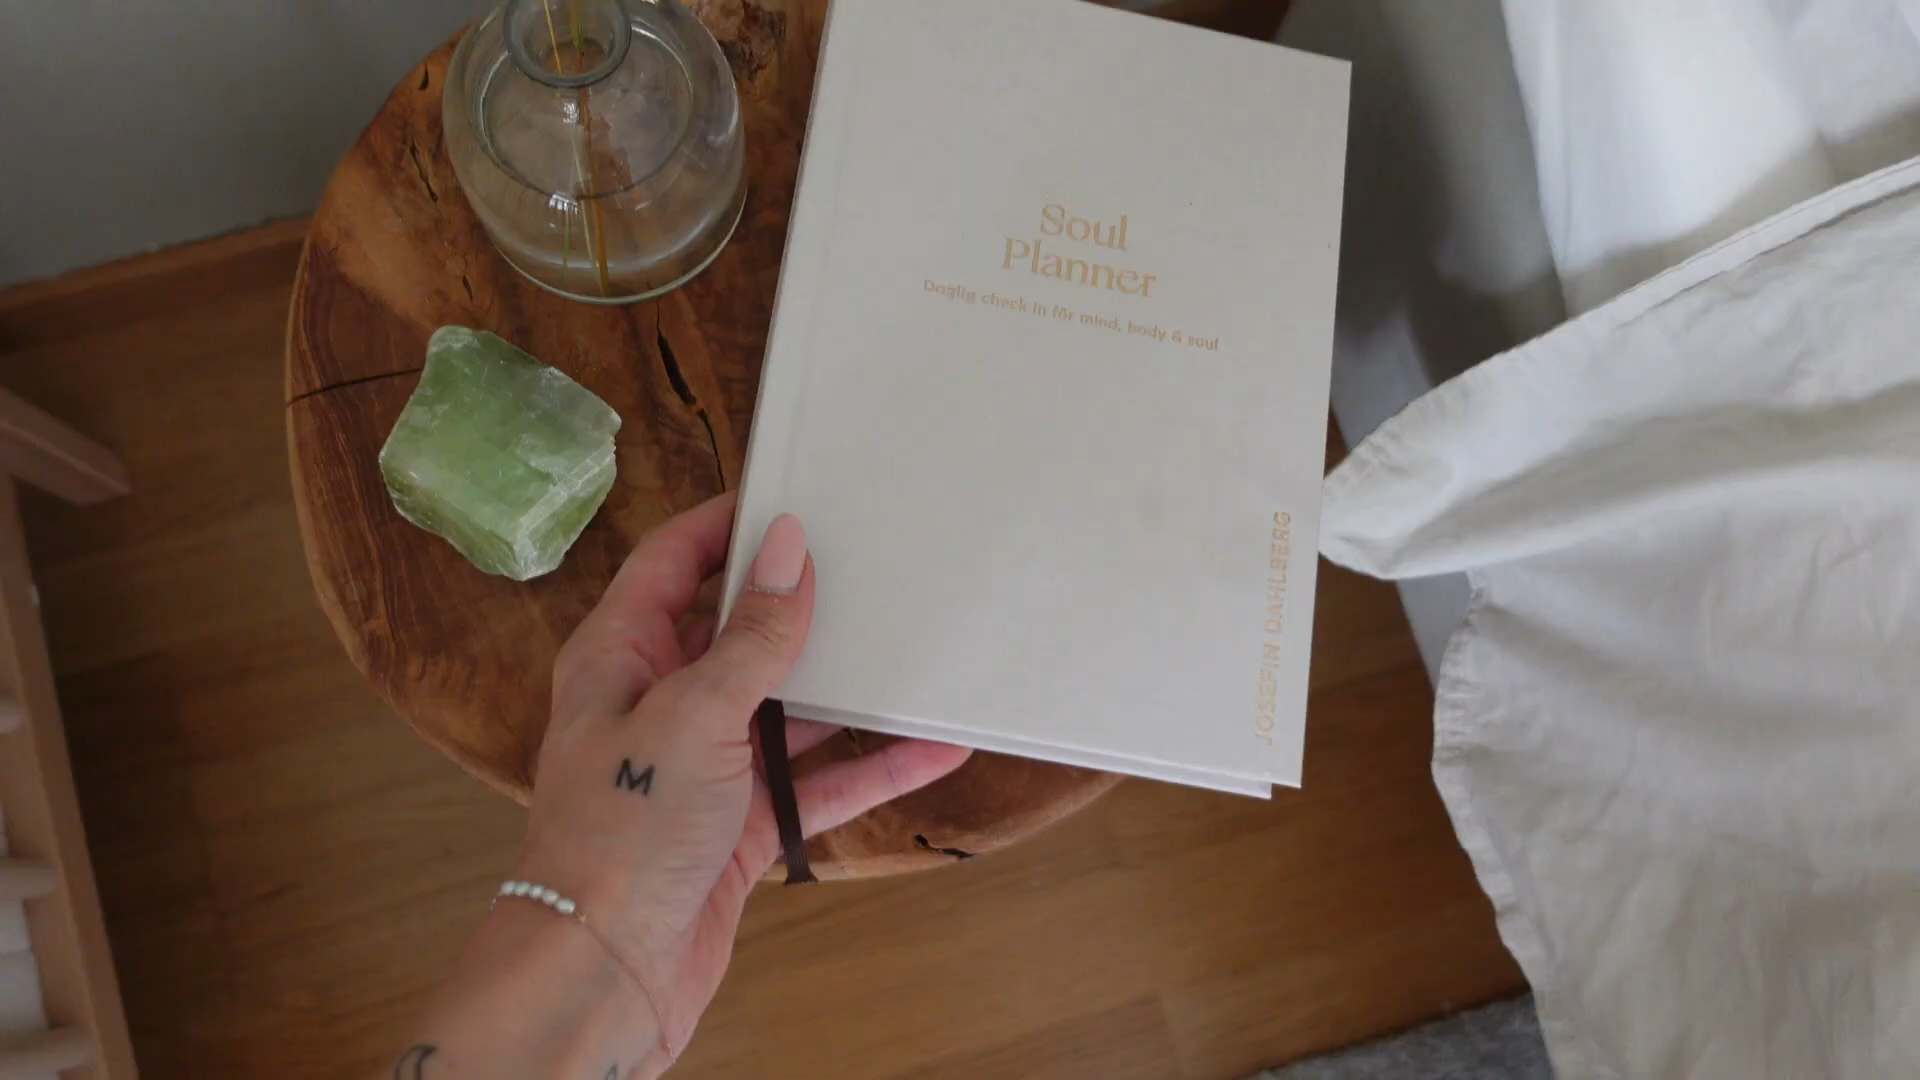 Soul
Planner
Daglig check in för mind, body & soul
JOSEFIN DAHLBERG
M